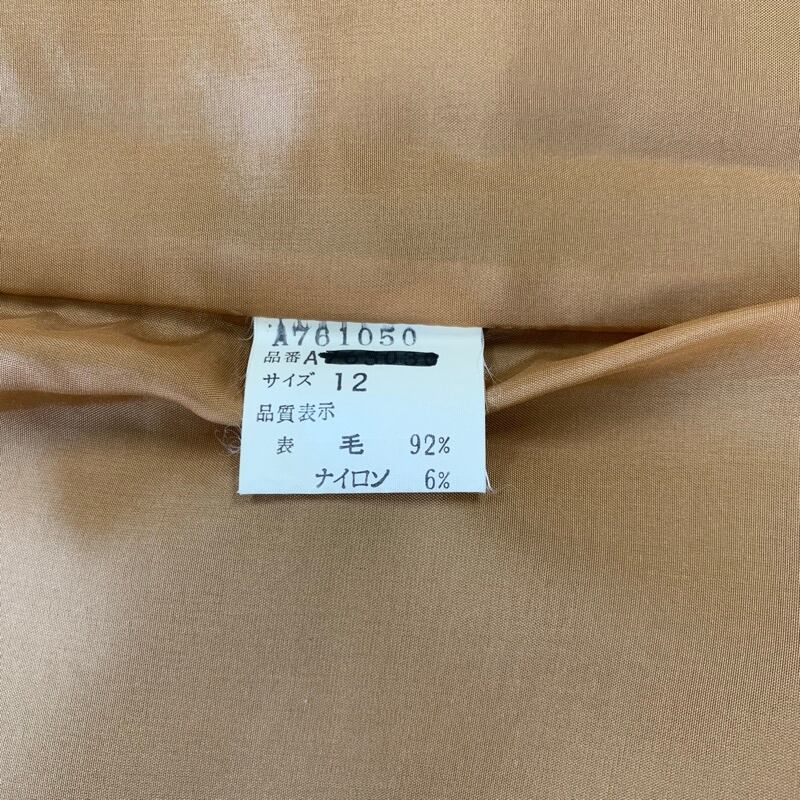 A761050
品番 A
サイズ 12
品質表示
表 毛 92%
ナイロン 6%